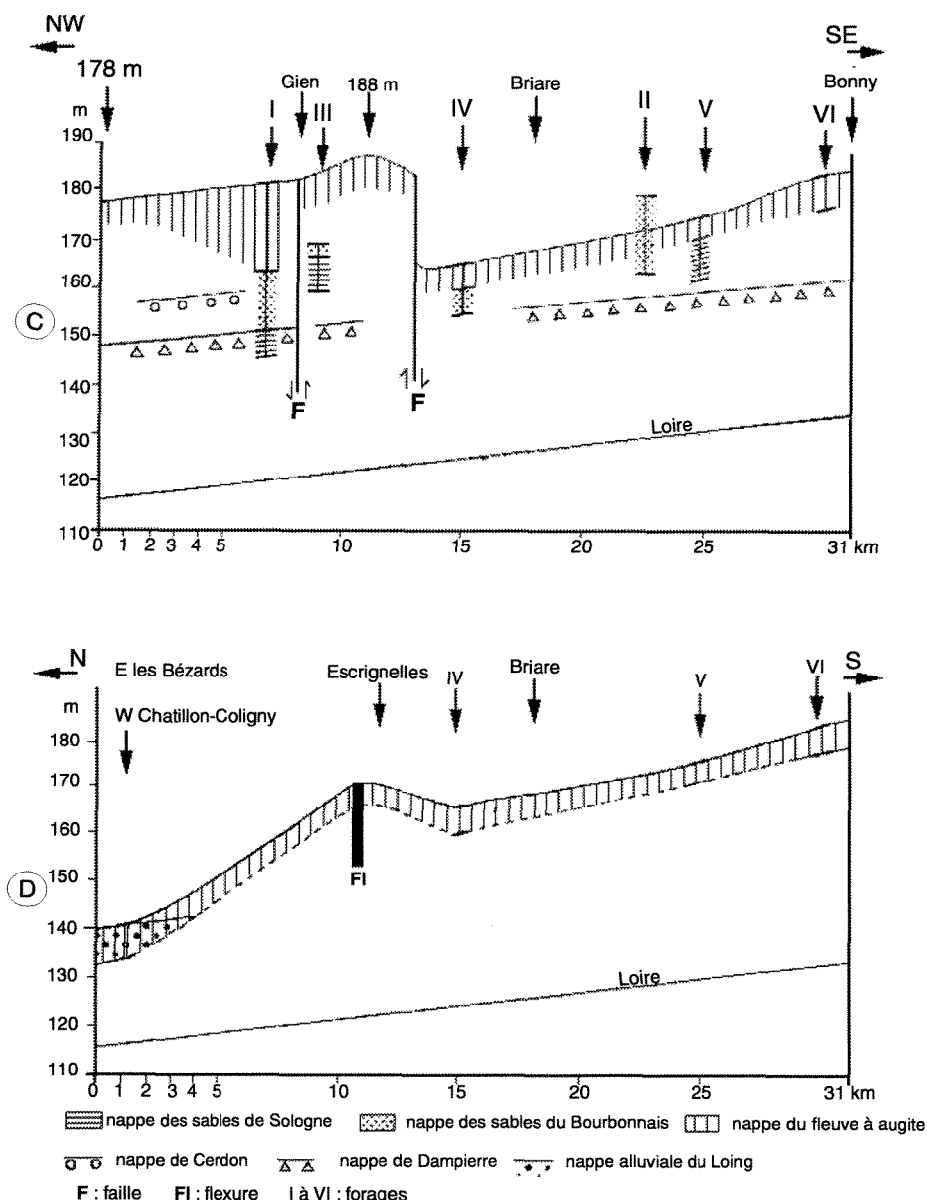 NW
SE
178 m
Gien
188 m
Briare
Bonny
m
I
III
IV
II
V
VI
190
180
170
160
150
140
130
120
110
C
F
F
Loire
0 1 2 3 4 5 10 15 20 25 31 km
N
E les Bézards
Escrignelles
IV
Briare
V
VI
S
m
W Chatillon-Coligny
180
170
160
150
140
130
120
110
D
Fl
Loire
0 1 2 3 4 5 10 15 20 25 31 km
nappe des sables de Sologne nappe des sables du Bourbonnais nappe du fleuve à augite
nappe de Cerdon nappe de Dampierre nappe alluviale du Loing
F : faille Fl : flexure I à VI : forages